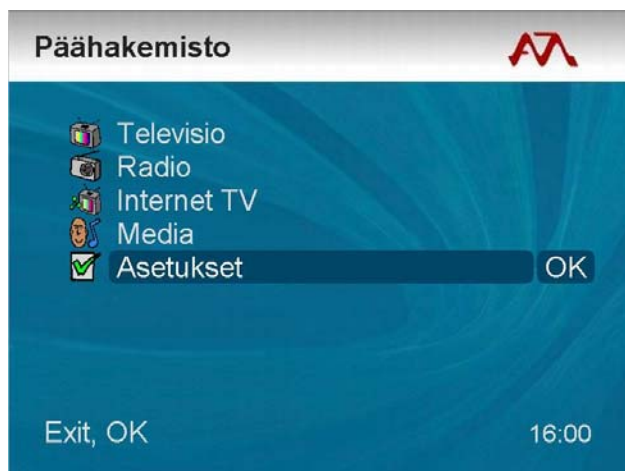 Päähakemisto
Televisio
Radio
Internet TV
Media
Asetukset OK
Exit, OK 16:00